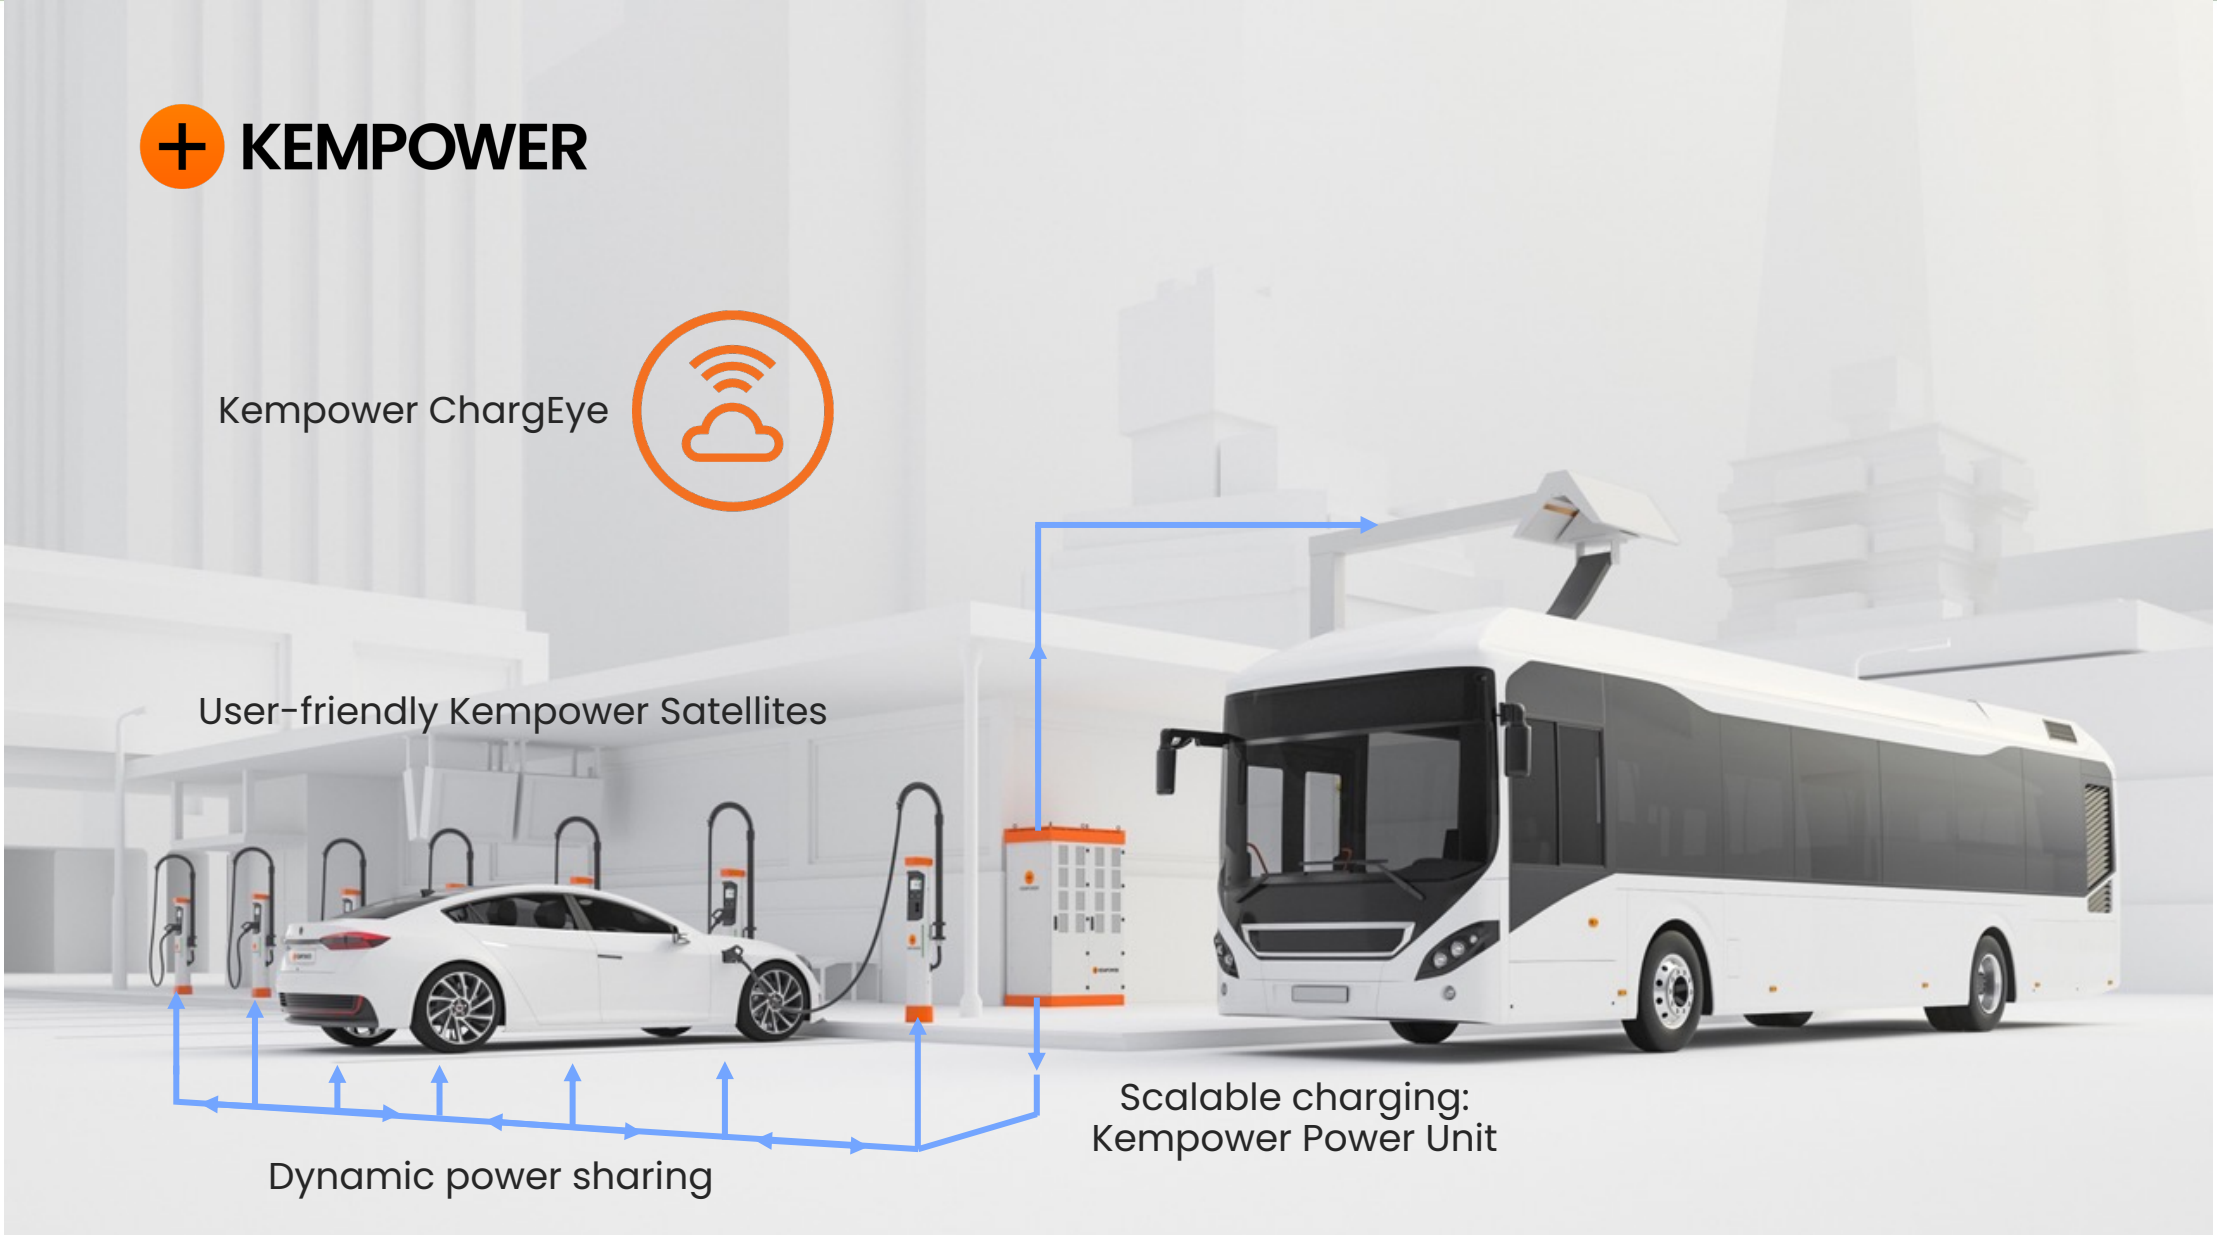 KEMPOWER
Kempower ChargEye
User-friendly Kempower Satellites
Scalable charging:
Kempower Power Unit
Dynamic power sharing